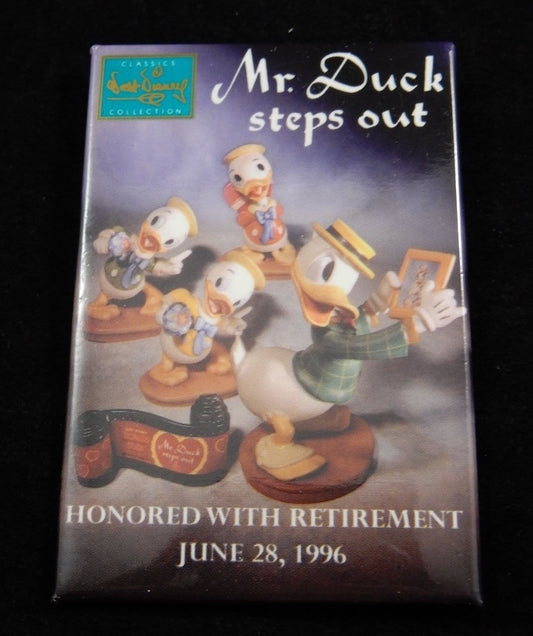 CLASSICS
Walt Disney
COLLECTION
Mr. Duck
steps out
Mr. Duck
steps out
HONORED WITH RETIREMENT
JUNE 28, 1996